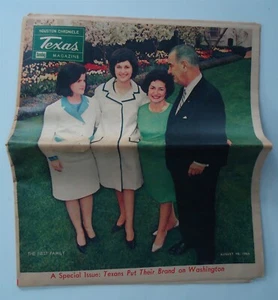 HOUSTON CHRONICLE
Texas
MAGAZINE
THE FIRST FAMILY
A Special Issue: Texans Put Their Brand on Washington